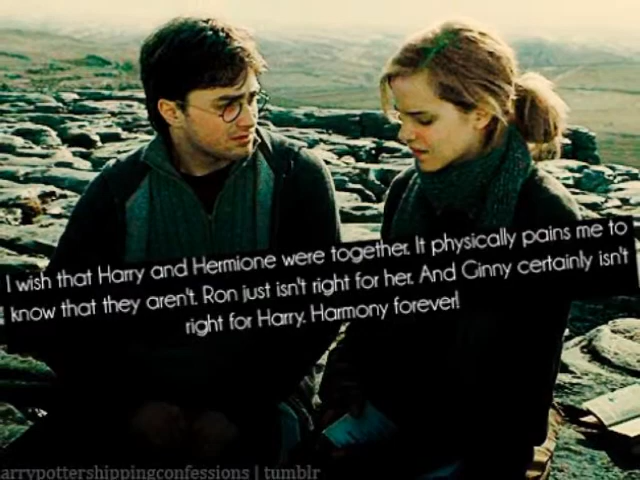 I wish that Harry and Hermione were together. It physically pains me to
know that they aren't. Ron just isn't right for her. And Ginny certainly isn't
right for Harry. Harmony forever!
arrypottershippingconfessions | tumblr